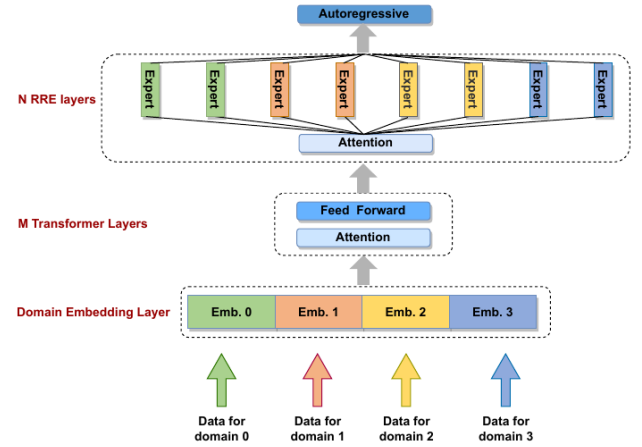 Autoregressive
N RRE layers
Expert
Expert
Expert
Expert
Expert
Expert
Expert
Expert
Attention
M Transformer Layers
Feed Forward
Attention
Domain Embedding Layer
Emb. 0
Emb. 1
Emb. 2
Emb. 3
Data for
domain 0
Data for
domain 1
Data for
domain 2
Data for
domain 3